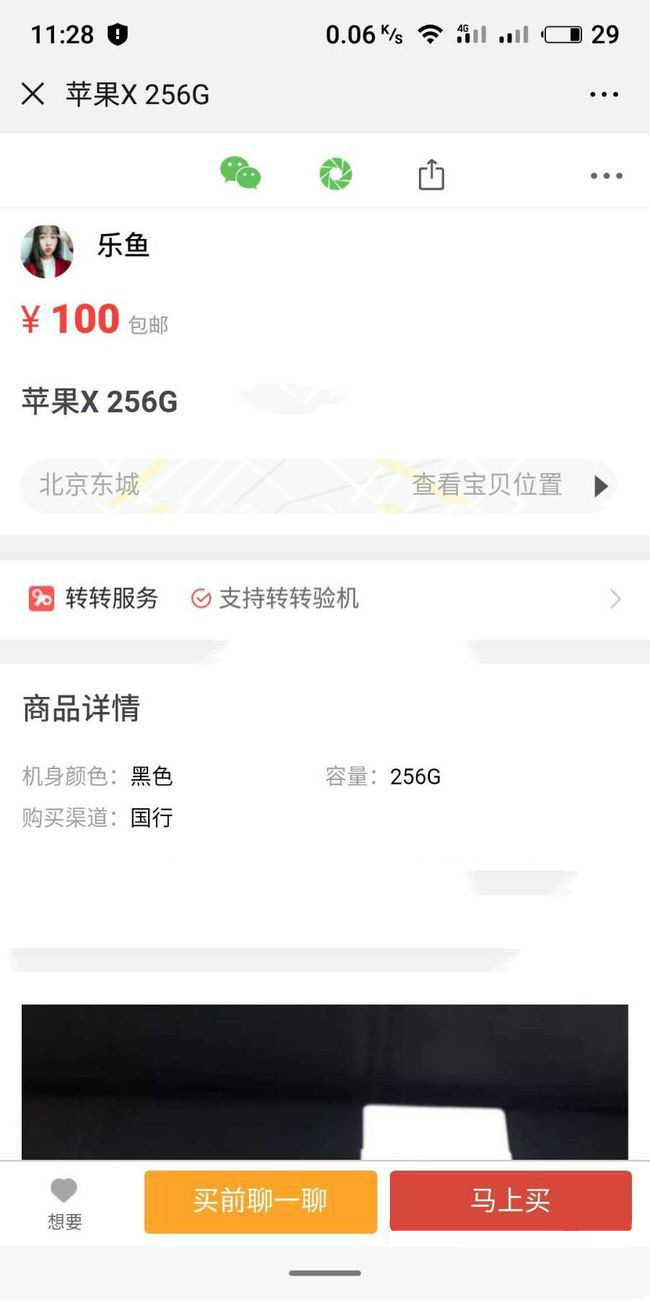 11:28 0.06 K/s 4G 29
苹果X 256G
乐鱼
¥ 100 包邮
苹果X 256G
北京东城 查看宝贝位置
转转服务 支持转转验机
商品详情
机身颜色：黑色 容量：256G
购买渠道：国行
想要 买前聊一聊 马上买